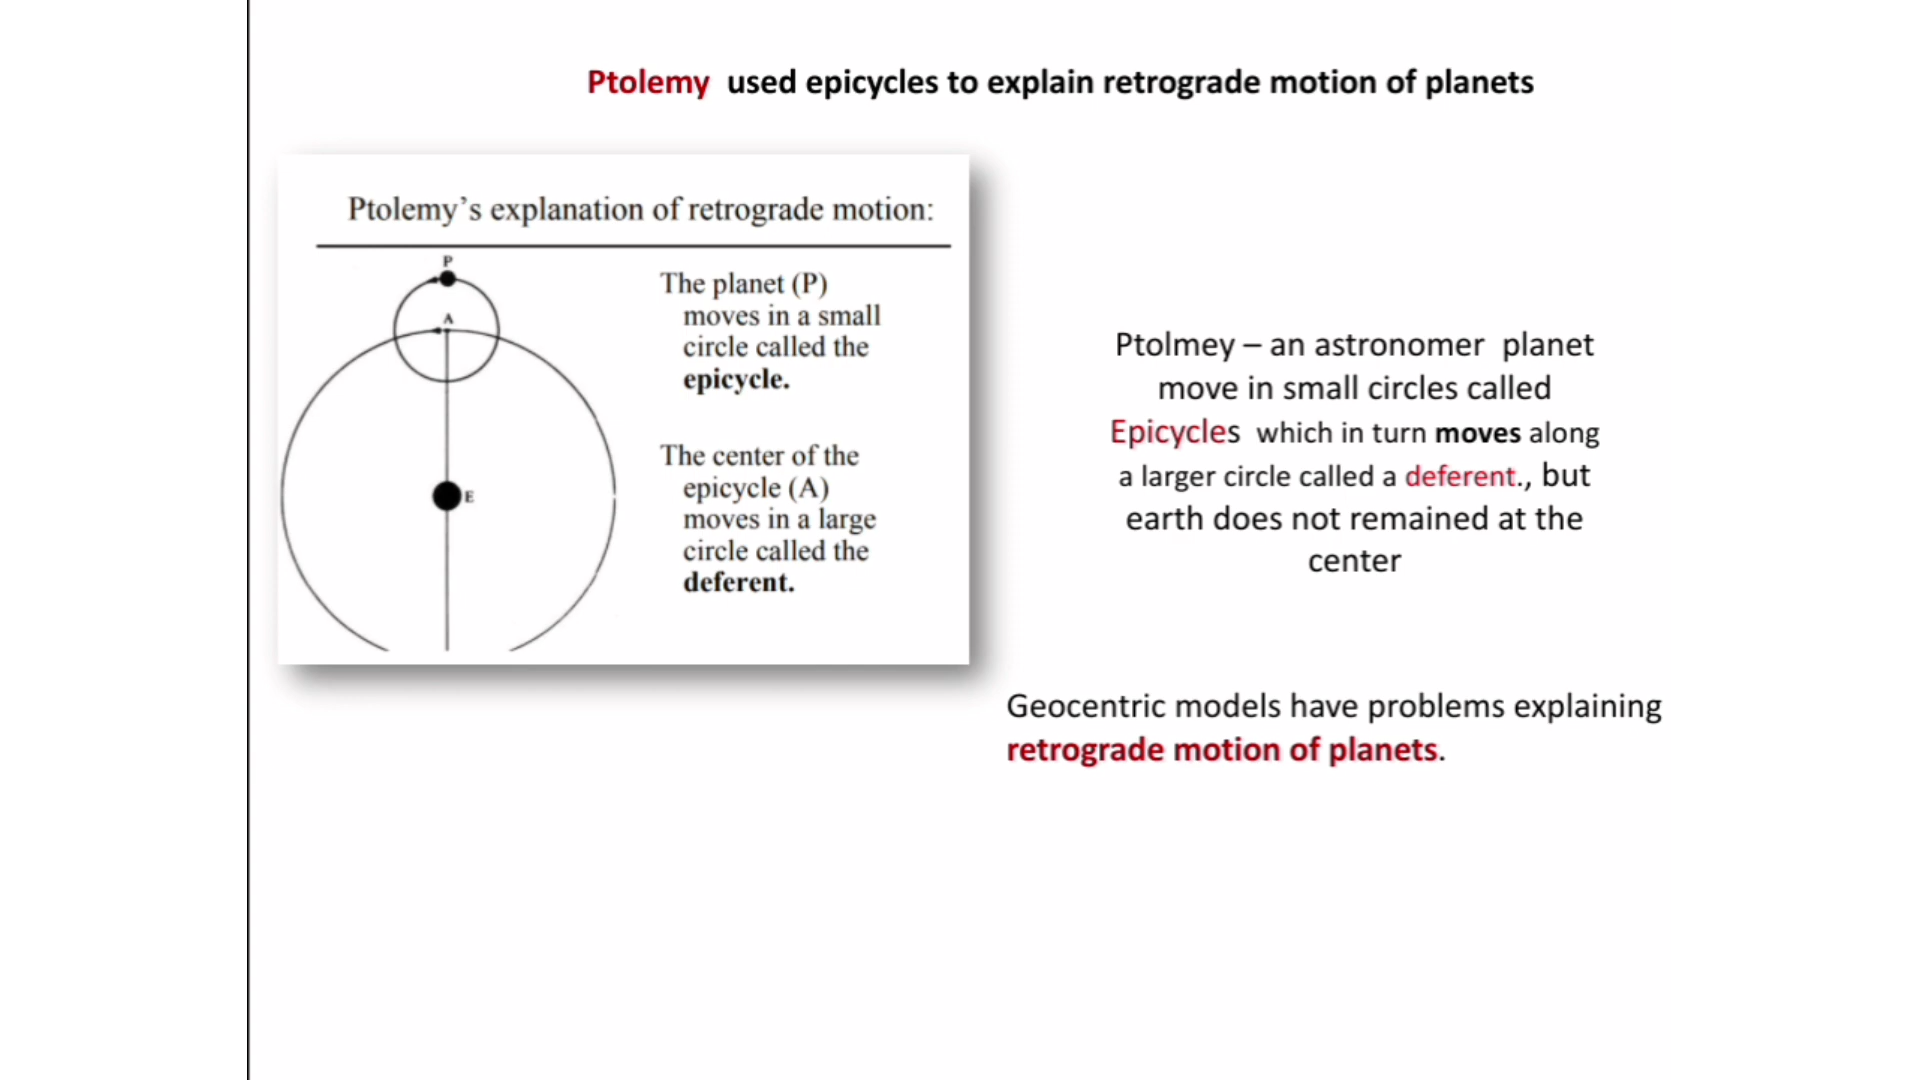 Ptolemy used epicycles to explain retrograde motion of planets
Ptolemy's explanation of retrograde motion:
P
A
E
The planet (P)
moves in a small
circle called the
epicycle.
The center of the
epicycle (A)
moves in a large
circle called the
deferent.
Ptolmey – an astronomer planet
move in small circles called
Epicycles which in turn moves along
a larger circle called a deferent., but
earth does not remained at the
center
Geocentric models have problems explaining
retrograde motion of planets.